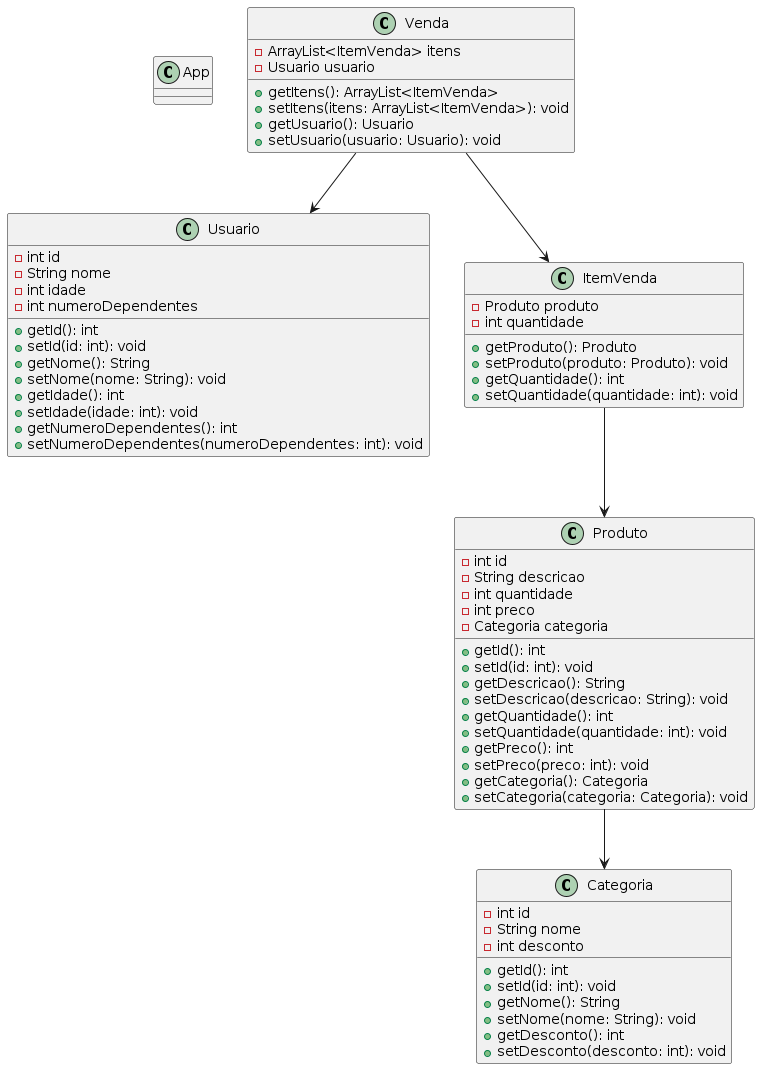 C App
C Venda
ArrayList<ItemVenda> itens
Usuario usuario
getItens(): ArrayList<ItemVenda>
setItens(itens: ArrayList<ItemVenda>): void
getUsuario(): Usuario
setUsuario(usuario: Usuario): void
C Usuario
int id
String nome
int idade
int numeroDependentes
getId(): int
setId(id: int): void
getNome(): String
setNome(nome: String): void
getIdade(): int
setIdade(idade: int): void
getNumeroDependentes(): int
setNumeroDependentes(numeroDependentes: int): void
C ItemVenda
Produto produto
int quantidade
getProduto(): Produto
setProduto(produto: Produto): void
getQuantidade(): int
setQuantidade(quantidade: int): void
C Produto
int id
String descricao
int quantidade
int preco
Categoria categoria
getId(): int
setId(id: int): void
getDescricao(): String
setDescricao(descricao: String): void
getQuantidade(): int
setQuantidade(quantidade: int): void
getPreco(): int
setPreco(preco: int): void
getCategoria(): Categoria
setCategoria(categoria: Categoria): void
C Categoria
int id
String nome
int desconto
getId(): int
setId(id: int): void
getNome(): String
setNome(nome: String): void
getDesconto(): int
setDesconto(desconto: int): void